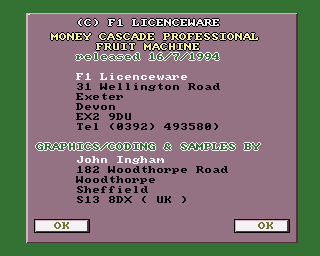 (C) F1 LICENCEWARE
MONEY CASCADE PROFESSIONAL
FRUIT MACHINE
released 16/7/1994
F1 Licenceware
31 Wellington Road
Exeter
Devon
EX2 9DU
Tel (0392) 493580)
GRAPHICS/CODING & SAMPLES BY
John Ingham
182 Woodthorpe Road
Woodthorpe
Sheffield
S13 8DX ( UK )
OK OK